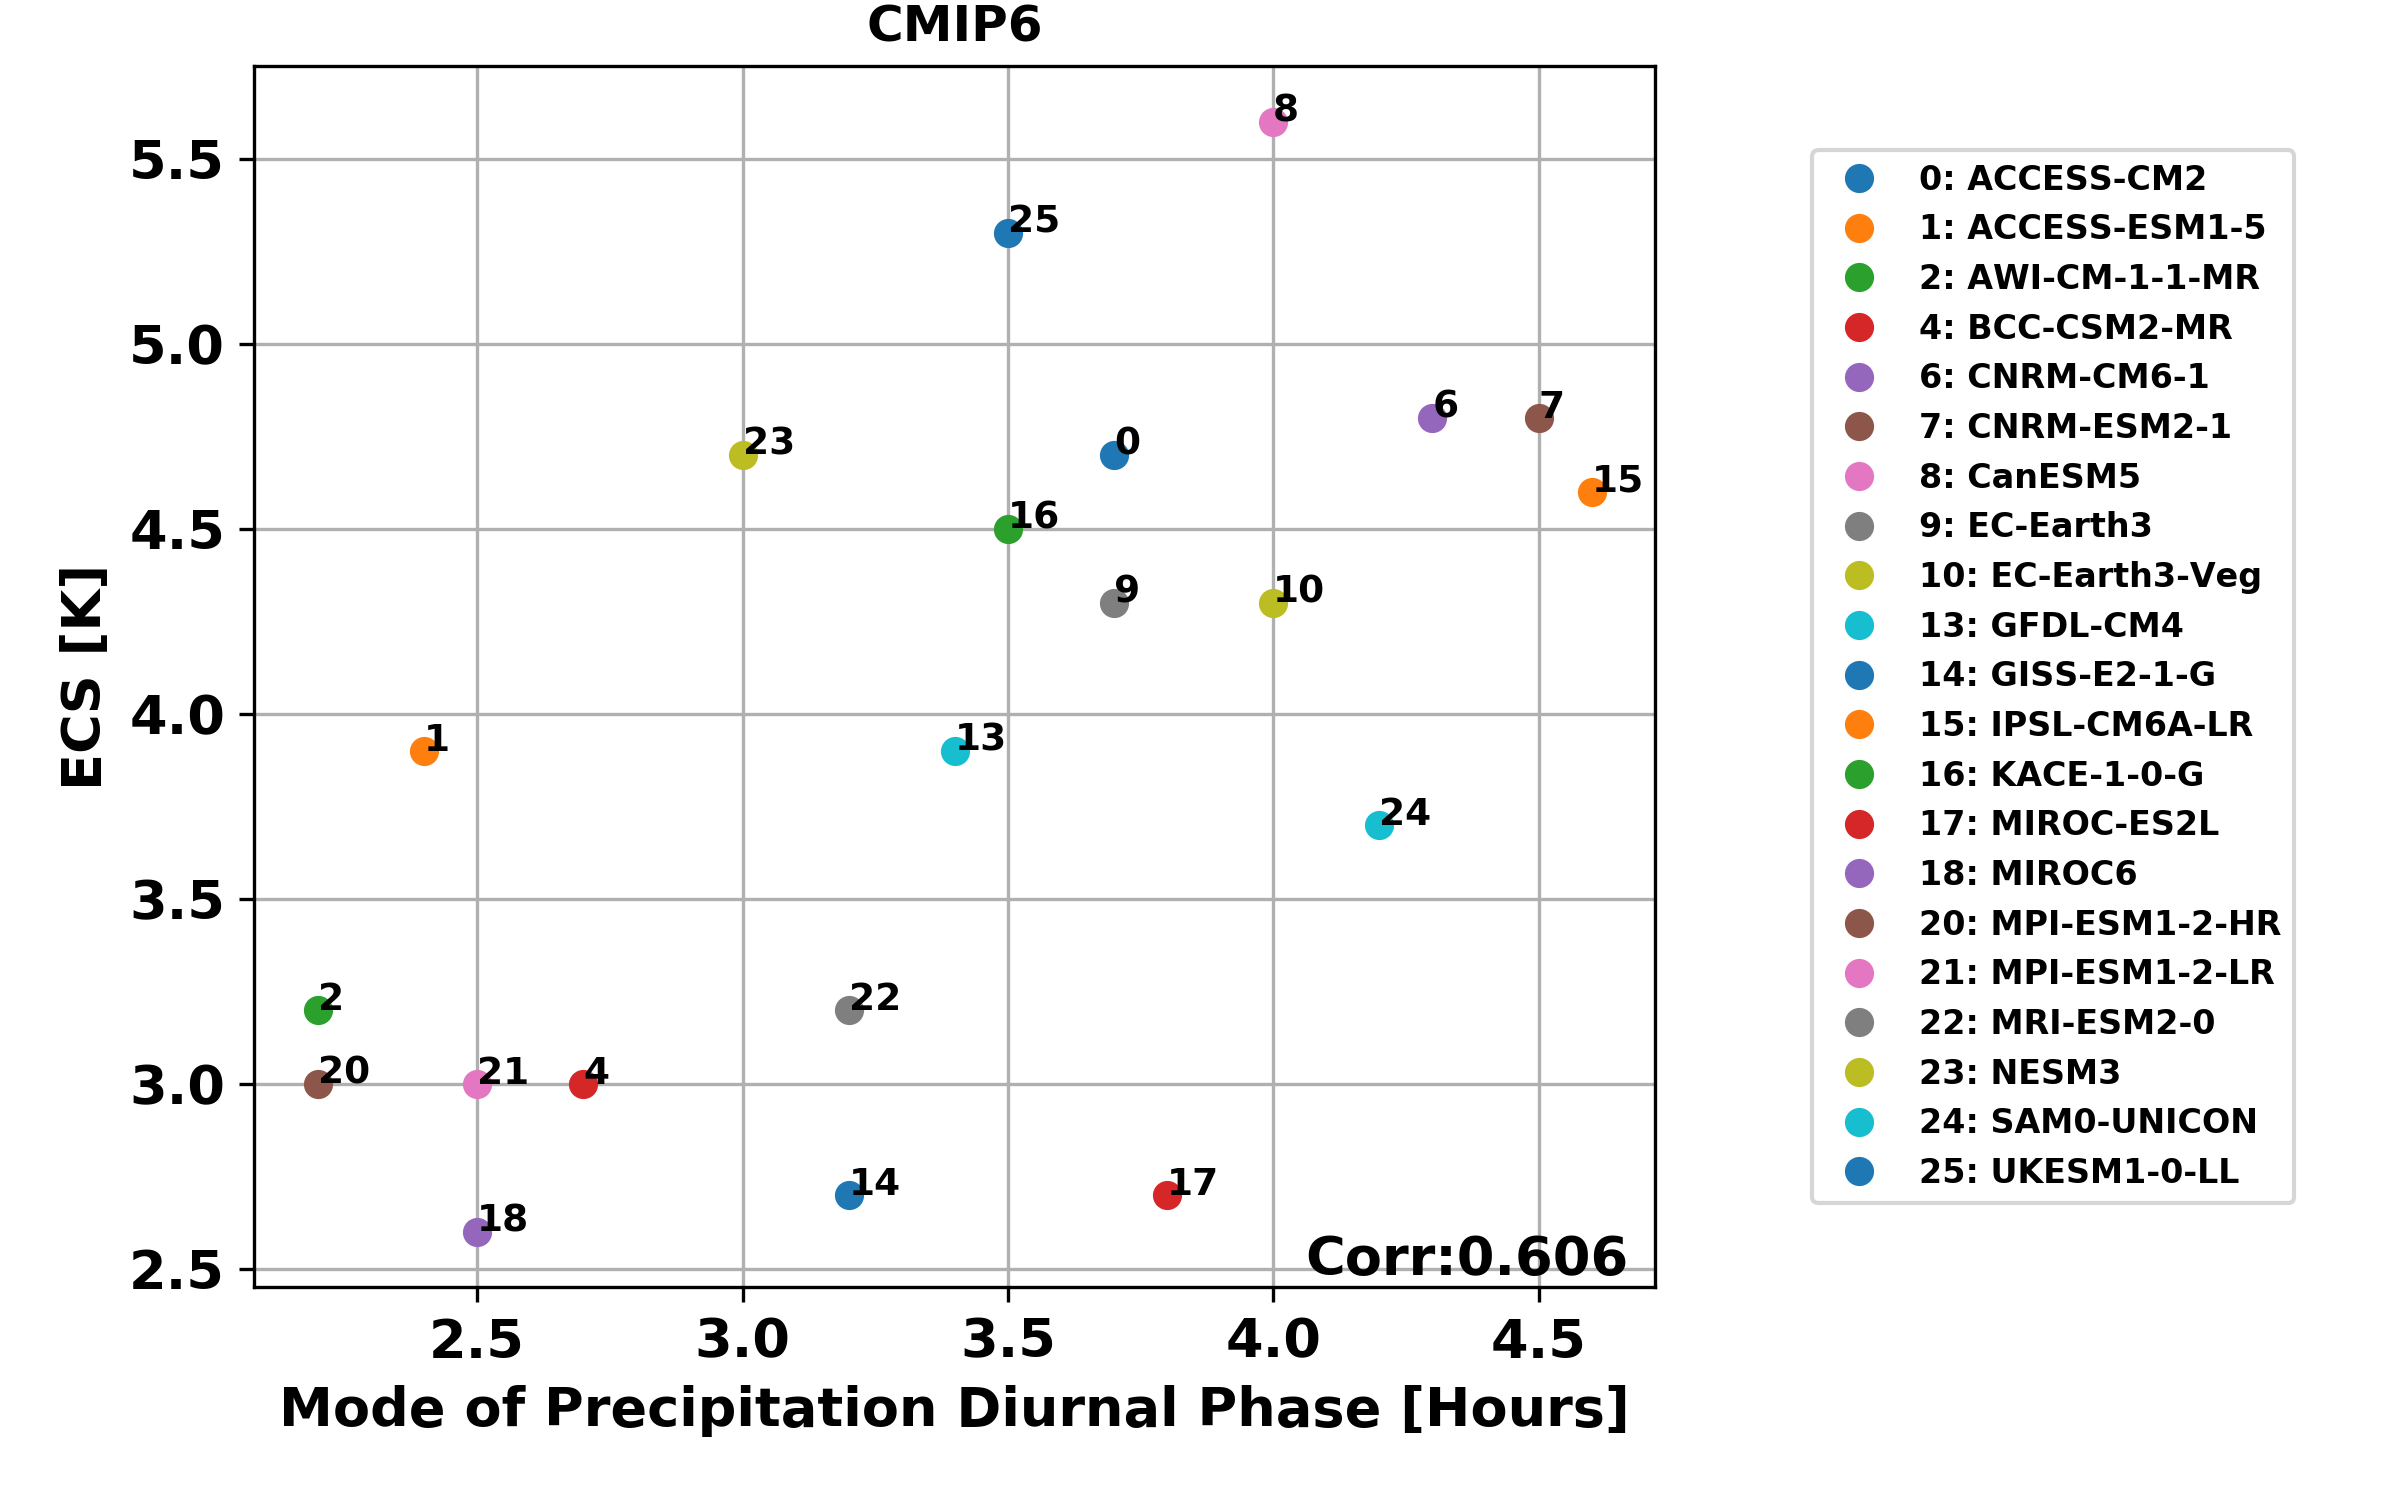 CMIP6
ECS [K]
5.5
5.0
4.5
4.0
3.5
3.0
2.5
8
25
6
7
0
23
15
16
9
10
1
13
24
2
22
20
21
4
14
17
18
Corr:0.606
2.5 3.0 3.5 4.0 4.5
Mode of Precipitation Diurnal Phase [Hours]
0: ACCESS-CM2
1: ACCESS-ESM1-5
2: AWI-CM-1-1-MR
4: BCC-CSM2-MR
6: CNRM-CM6-1
7: CNRM-ESM2-1
8: CanESM5
9: EC-Earth3
10: EC-Earth3-Veg
13: GFDL-CM4
14: GISS-E2-1-G
15: IPSL-CM6A-LR
16: KACE-1-0-G
17: MIROC-ES2L
18: MIROC6
20: MPI-ESM1-2-HR
21: MPI-ESM1-2-LR
22: MRI-ESM2-0
23: NESM3
24: SAM0-UNICON
25: UKESM1-0-LL